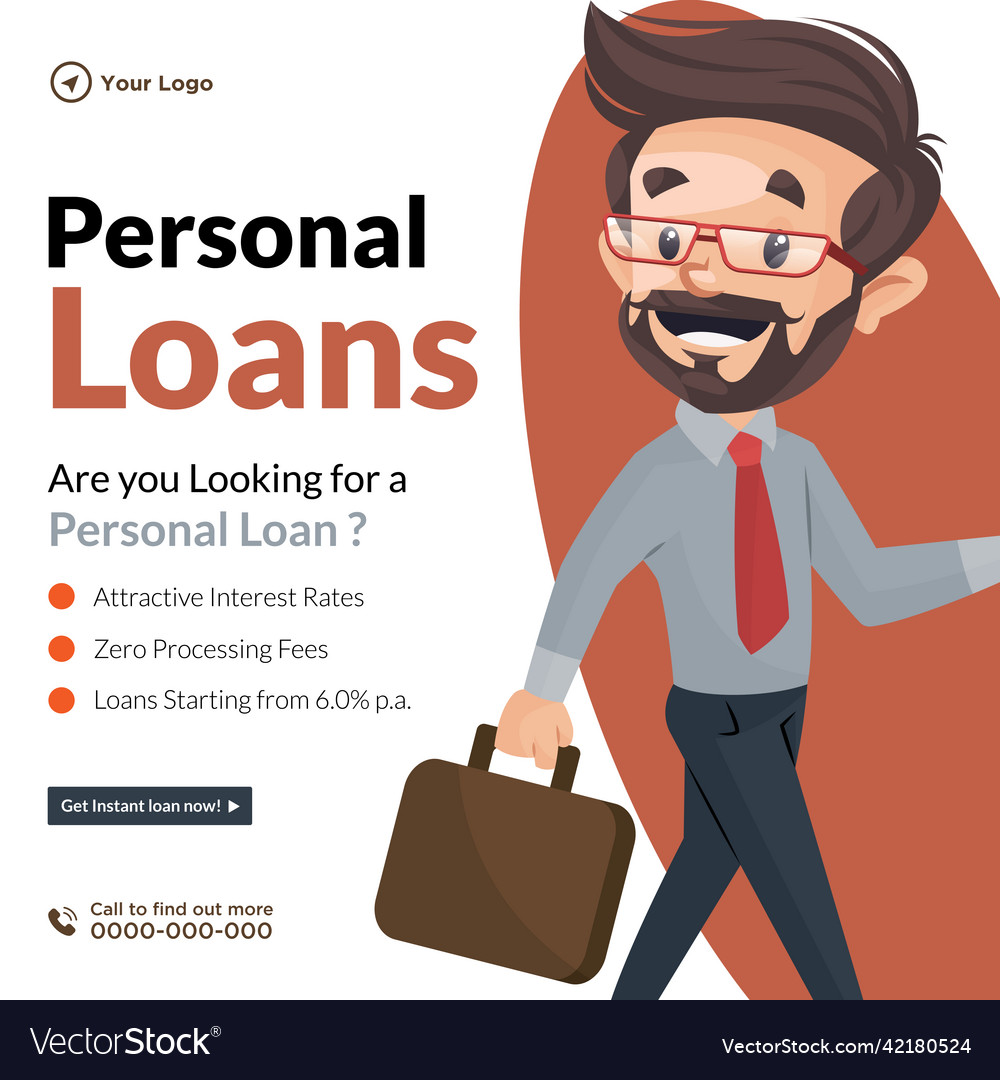 Your Logo
Personal
Loans
Are you Looking for a
Personal Loan ?
Attractive Interest Rates
Zero Processing Fees
Loans Starting from 6.0% p.a.
Get Instant loan now!
Call to find out more
0000-000-000
VectorStock®
VectorStock.com/42180524